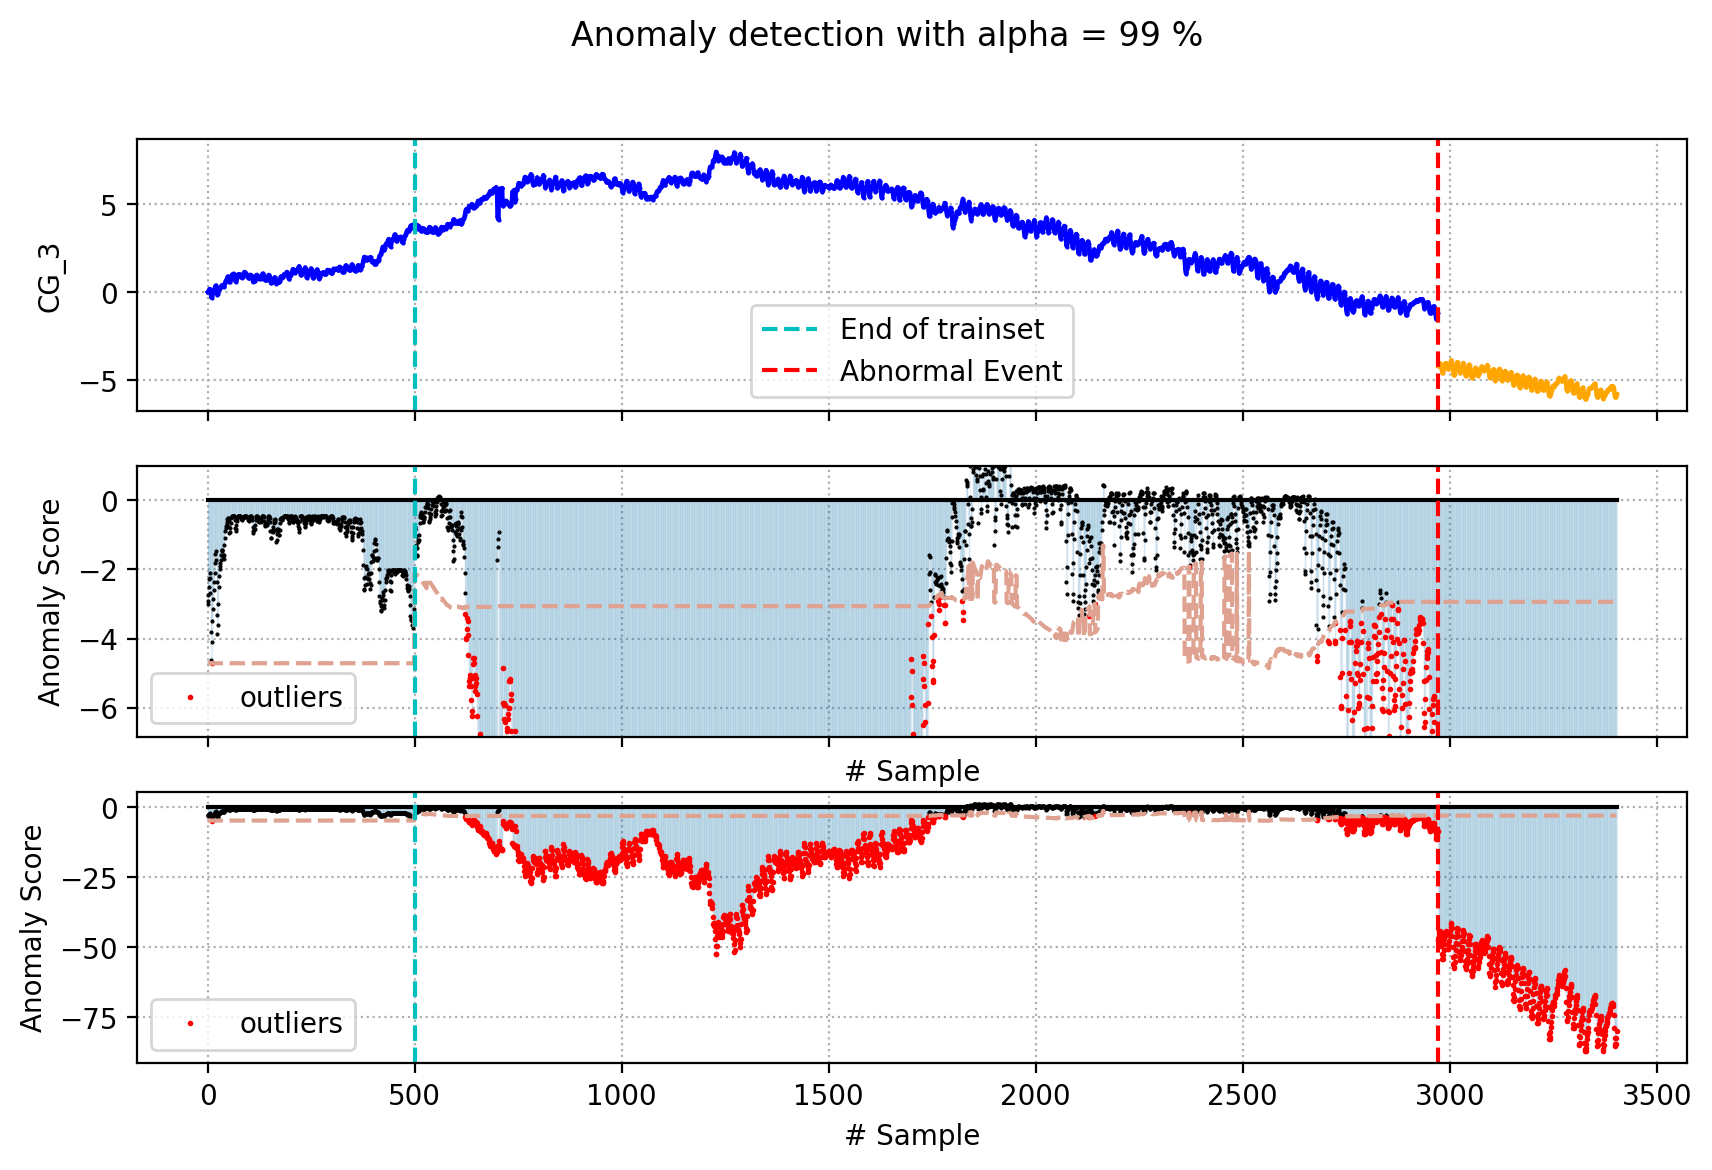 Anomaly detection with alpha = 99 %
CG_3
5
0
−5
End of trainset
Abnormal Event
Anomaly Score
0
−2
−4
−6
outliers
# Sample
Anomaly Score
0
−25
−50
−75
outliers
0 500 1000 1500 2000 2500 3000 3500
# Sample